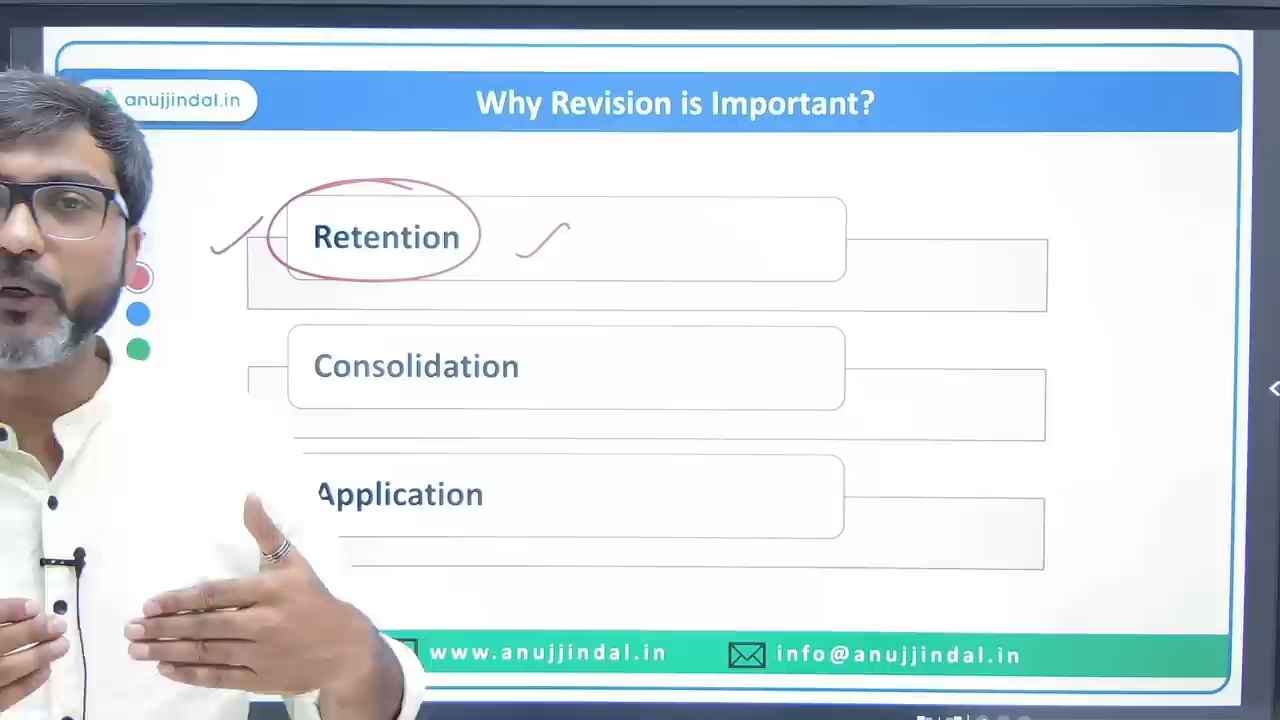 anujjindal.in
Why Revision is Important?
Retention
Consolidation
Application
www.anujjindal.in
info@anujjindal.in